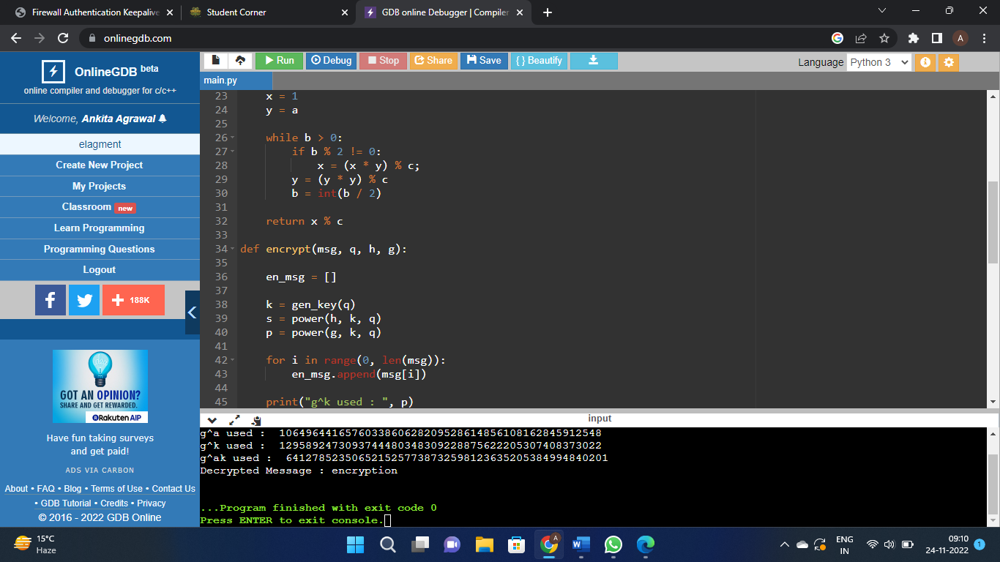 Firewall Authentication Keepalive
Student Corner
GDB online Debugger | Compiler
onlinegdb.com
A
OnlineGDB beta
online compiler and debugger for c/c++
Welcome, Ankita Agrawal
elagment
Create New Project
My Projects
Classroom new
Learn Programming
Programming Questions
Logout
f
188K
GOT AN OPINION?
SHARE AND GET REWARDED.
Rakuten AIP
Have fun taking surveys
and get paid!
ADS VIA CARBON
About • FAQ • Blog • Terms of Use • Contact Us
• GDB Tutorial • Credits • Privacy
© 2016 - 2022 GDB Online
Run Debug Stop Share Save {} Beautify
Language Python 3
main.py
23 x = 1
24 y = a
25
26 while b > 0:
27 if b % 2 != 0:
28 x = (x * y) % c;
29 y = (y * y) % c
30 b = int(b / 2)
31
32 return x % c
33
34 def encrypt(msg, q, h, g):
35
36 en_msg = []
37
38 k = gen_key(q)
39 s = power(h, k, q)
40 p = power(g, k, q)
41
42 for i in range(0, len(msg)):
43 en_msg.append(msg[i])
44
45 print("g^k used : ", p)
input
g^a used :  1064964416576033860628209528614856108162845912548
g^k used :  1295892473093744480348309228875622205307408373022
g^ak used :  6412785235065215257738732598123635205384994840201
Decrypted Message : encryption
...Program finished with exit code 0
Press ENTER to exit console.
15°C
Haze
A
W
ENG
IN
09:10
24-11-2022
1